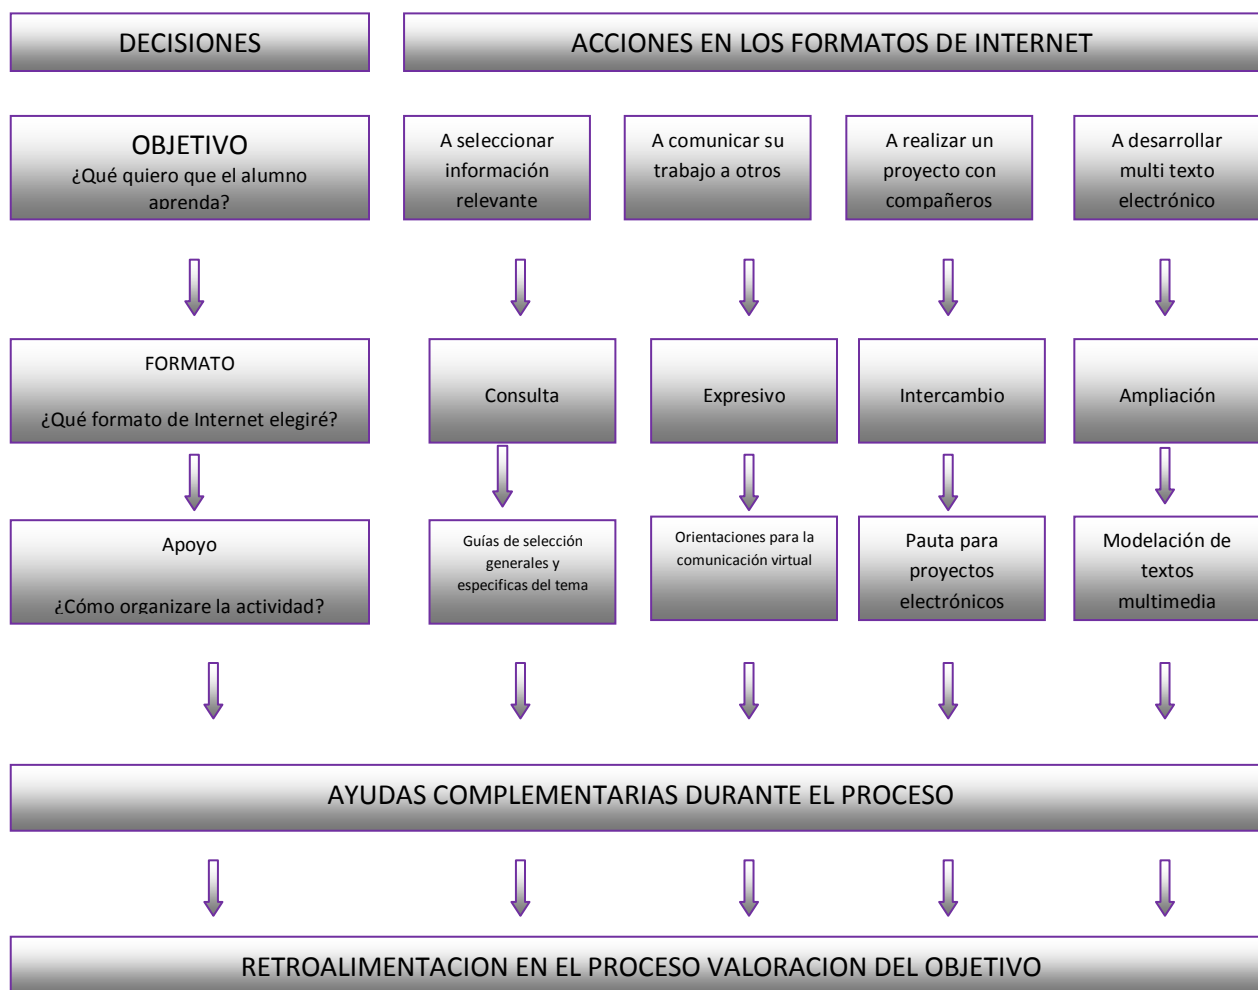 DECISIONES
ACCIONES EN LOS FORMATOS DE INTERNET
OBJETIVO
¿Qué quiero que el alumno
aprenda?
A seleccionar
información
relevante
A comunicar su
trabajo a otros
A realizar un
proyecto con
compañeros
A desarrollar
multi texto
electrónico
FORMATO
¿Qué formato de Internet elegiré?
Consulta
Expresivo
Intercambio
Ampliación
Apoyo
¿Cómo organizare la actividad?
Guías de selección
generales y
especificas del tema
Orientaciones para la
comunicación virtual
Pauta para
proyectos
electrónicos
Modelación de
textos
multimedia
AYUDAS COMPLEMENTARIAS DURANTE EL PROCESO
RETROALIMENTACION EN EL PROCESO VALORACION DEL OBJETIVO